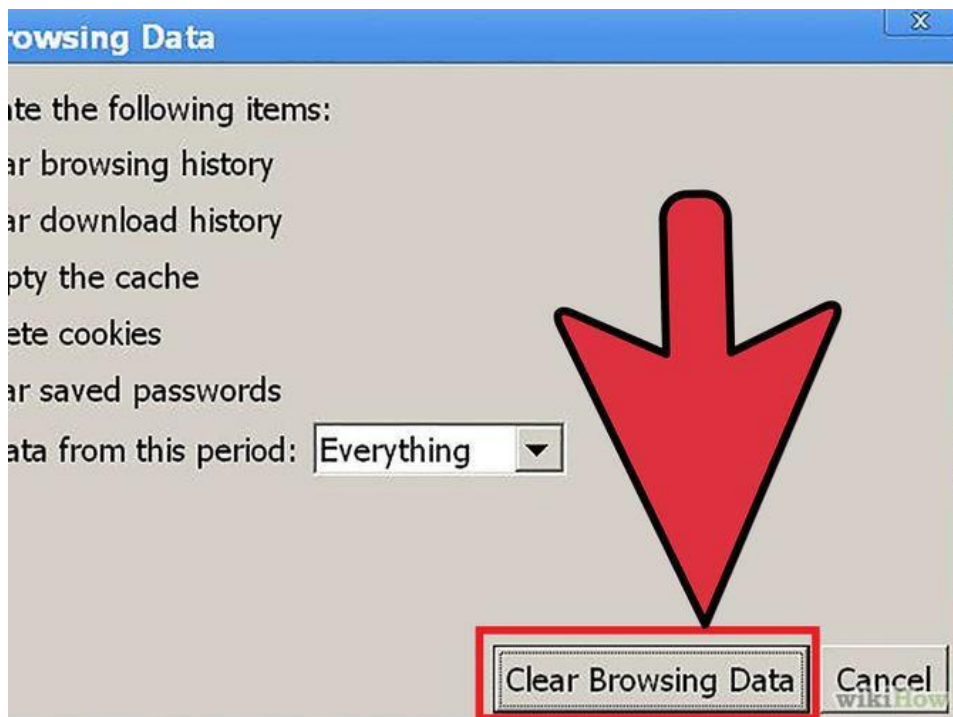 rowsing Data
ate the following items:
ar browsing history
ar download history
pty the cache
ete cookies
ar saved passwords
ata from this period: Everything
Clear Browsing Data Cancel
wikiHow